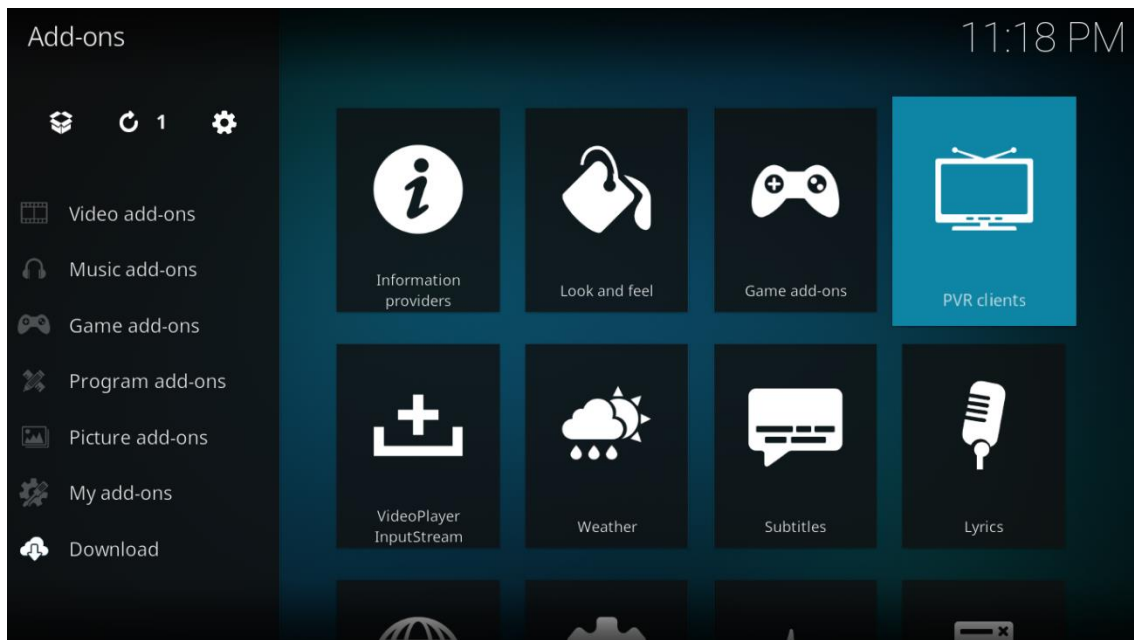 Add-ons
11:18 PM
1
Video add-ons
Music add-ons
Game add-ons
Program add-ons
Picture add-ons
My add-ons
Download
Information
providers
Look and feel
Game add-ons
PVR clients
VideoPlayer
InputStream
Weather
Subtitles
Lyrics